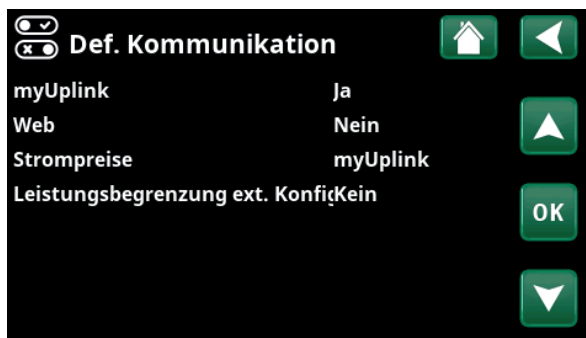 Def. Kommunikation
myUplink Ja
Web Nein
Strompreise myUplink
Leistungsbegrenzung ext. Konfig Kein
OK